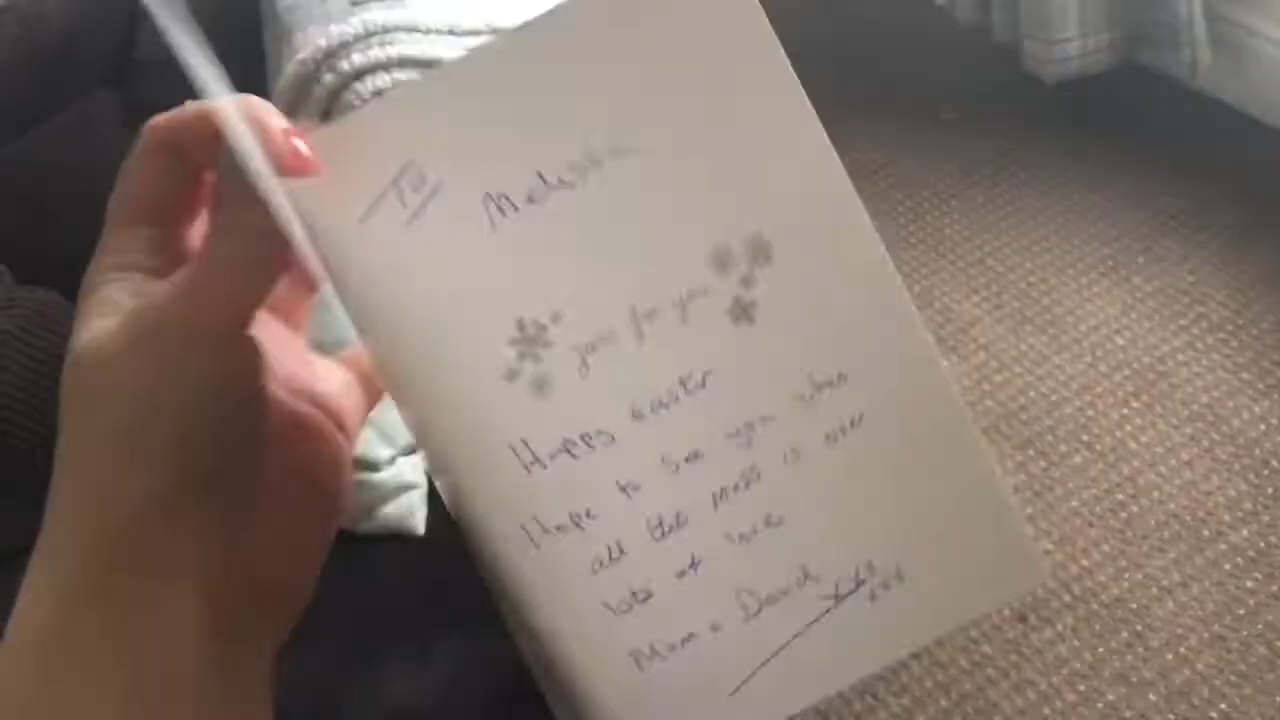 To
Melissa
just for you
Happy easter
Hope to see you when
all the mess is over
lots of love
Mum & David